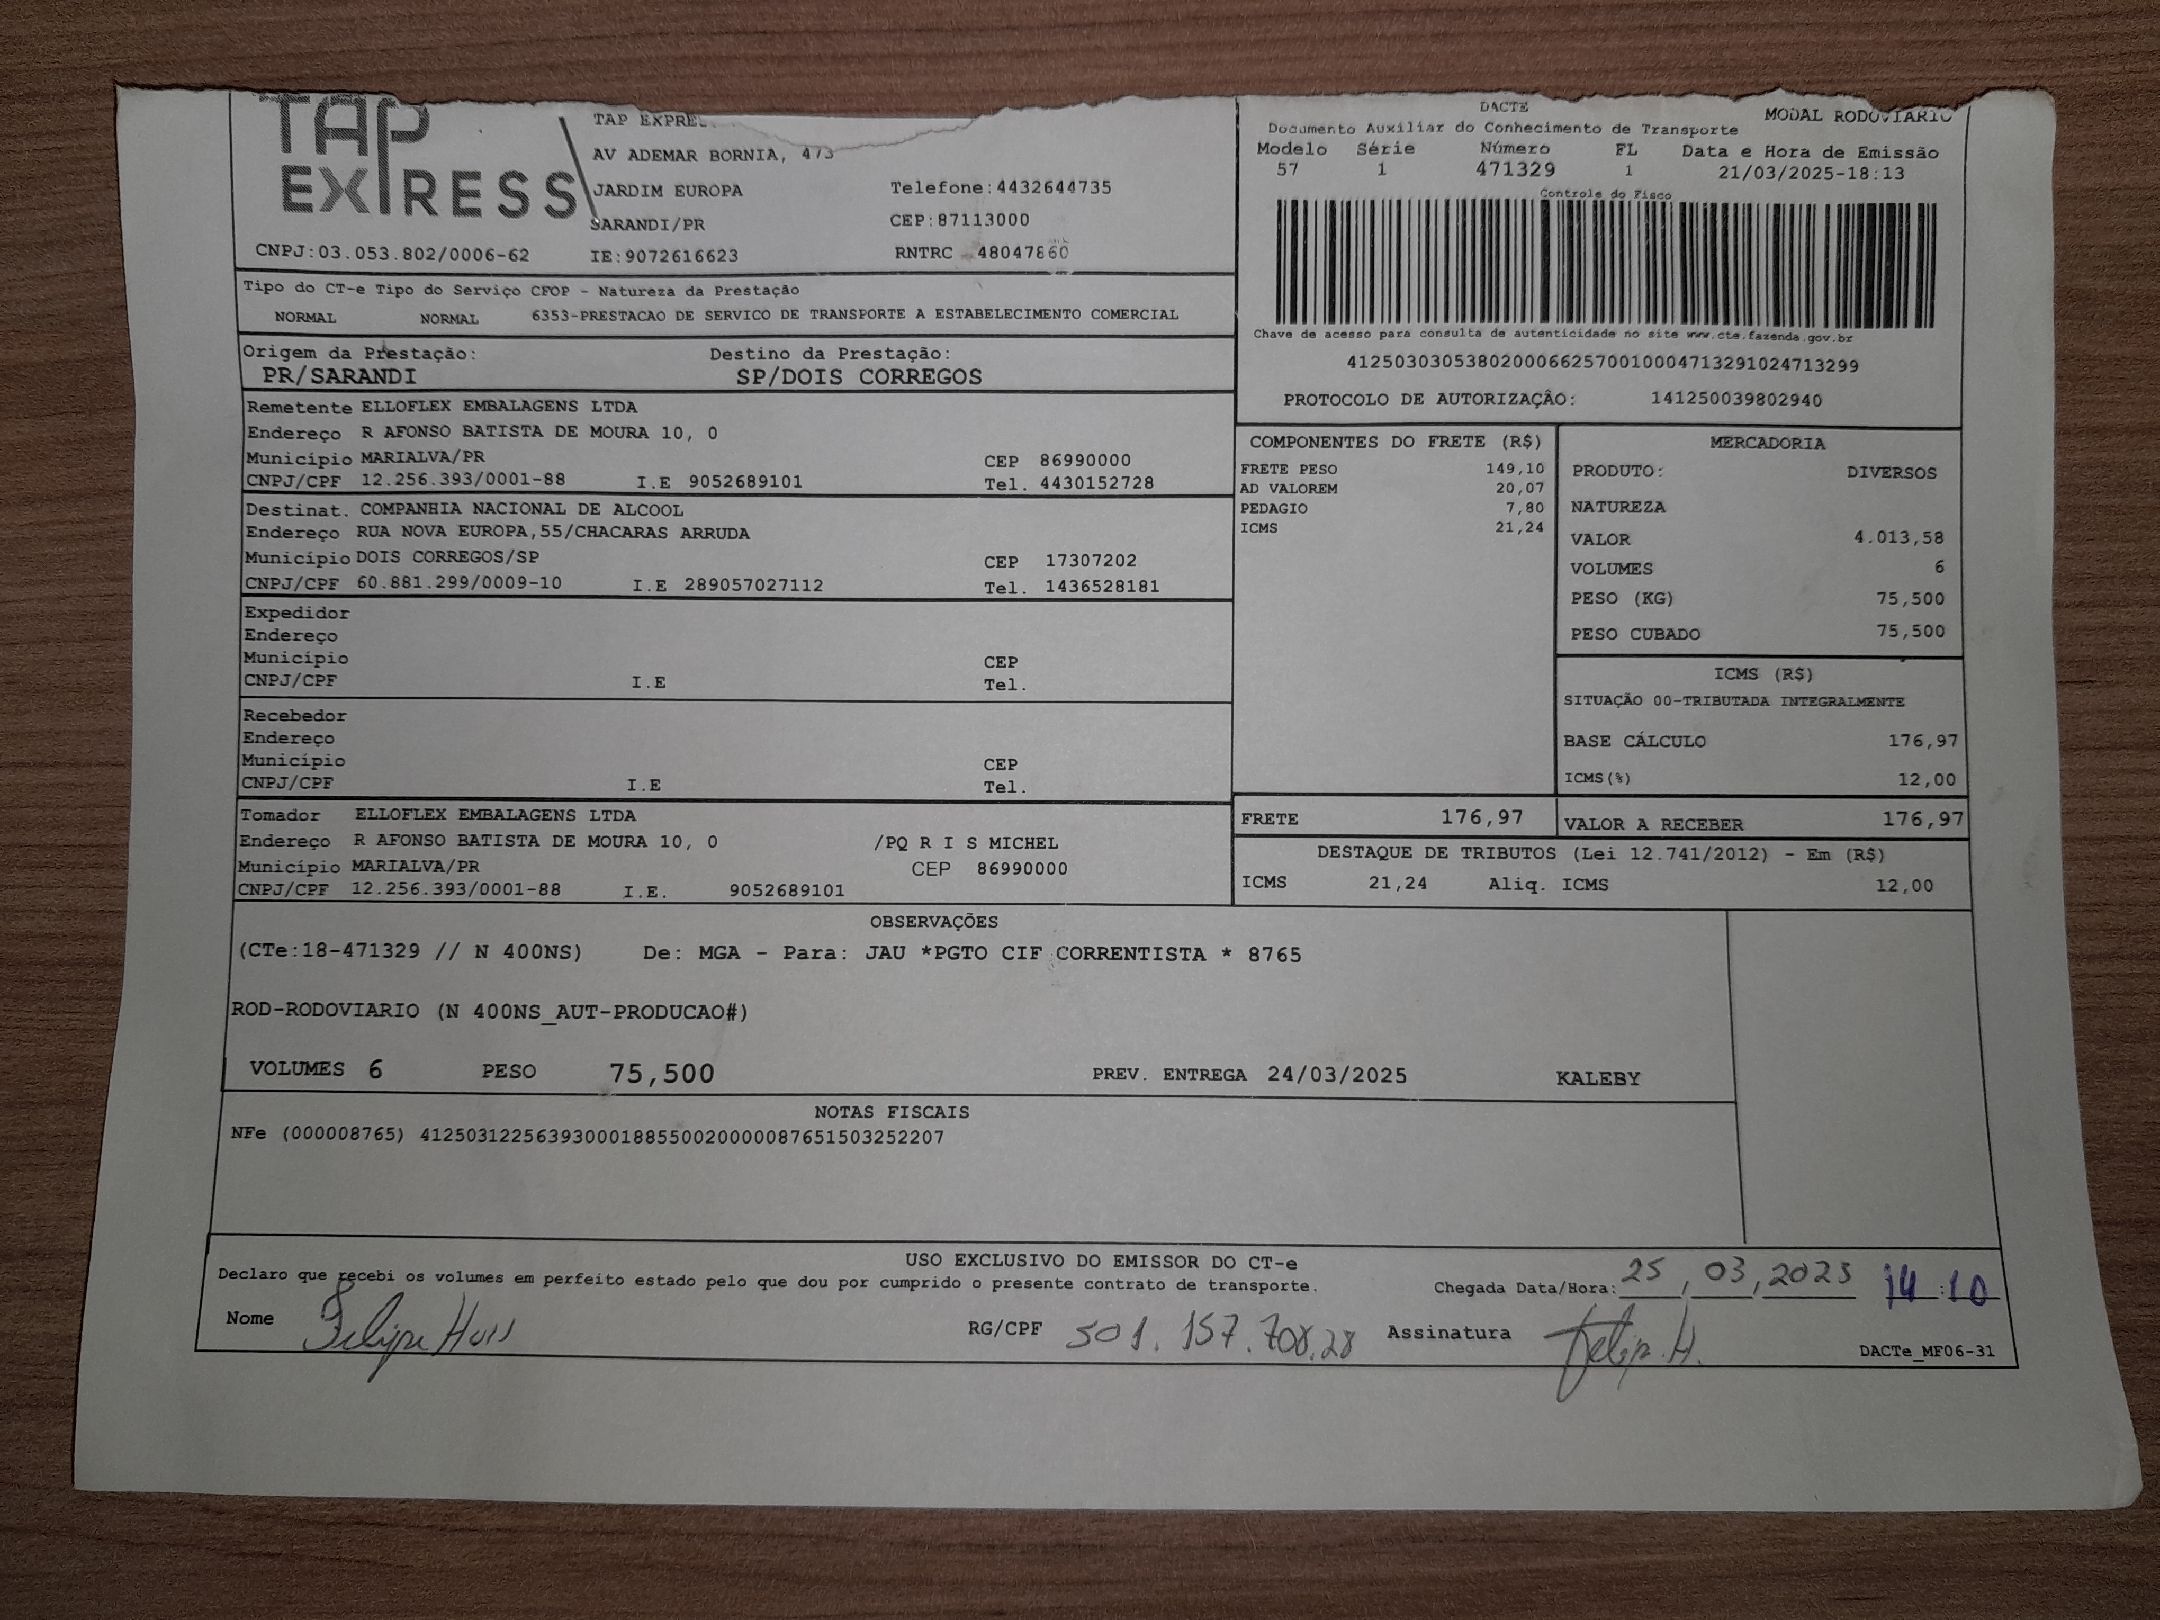 TAP
EXPRESS
TAP
AV ADEMAR BORNIA, 473
JARDIM EUROPA Telefone:4432644735
SARANDI/PR CEP:87113000
CNPJ:03.053.802/0006-62 IE:9072616623 RNTRC 48047860
DACTE MODAL RODOVIARIO
Documento Auxiliar do Conhecimento de Transporte
Modelo Série Número FL Data e Hora de Emissão
57 1 471329 1 21/03/2025-18:13
Controle do Fisco
Chave de acesso para consulta de autenticidade no site www.cte.fazenda.gov.br
41250303053802000662570010004713291024713299
PROTOCOLO DE AUTORIZAÇÂO: 141250039802940
Tipo do CT-e Tipo do Serviço CFOP - Natureza da Prestação
NORMAL NORMAL 6353-PRESTACAO DE SERVICO DE TRANSPORTE A ESTABELECIMENTO COMERCIAL
Origem da Prestação: Destino da Prestação:
PR/SARANDI SP/DOIS CORREGOS
Remetente ELLOFLEX EMBALAGENS LTDA
Endereço R AFONSO BATISTA DE MOURA 10, 0
Município MARIALVA/PR CEP 86990000
CNPJ/CPF 12.256.393/0001-88 I.E 9052689101 Tel. 4430152728
Destinat. COMPANHIA NACIONAL DE ALCOOL
Endereço RUA NOVA EUROPA,55/CHACARAS ARRUDA
Município DOIS CORREGOS/SP CEP 17307202
CNPJ/CPF 60.881.299/0009-10 I.E 289057027112 Tel. 1436528181
Expedidor
Endereço
Município CEP
CNPJ/CPF I.E Tel.
Recebedor
Endereço
Município CEP
CNPJ/CPF I.E Tel.
Tomador ELLOFLEX EMBALAGENS LTDA
Endereço R AFONSO BATISTA DE MOURA 10, 0 /PQ R I S MICHEL
Município MARIALVA/PR CEP 86990000
CNPJ/CPF 12.256.393/0001-88 I.E. 9052689101
COMPONENTES DO FRETE (R$)
FRETE PESO 149,10
AD VALOREM 20,07
PEDAGIO 7,80
ICMS 21,24
MERCADORIA
PRODUTO: DIVERSOS
NATUREZA
VALOR 4.013,58
VOLUMES 6
PESO (KG) 75,500
PESO CUBADO 75,500
ICMS (R$)
SITUAÇÃO 00-TRIBUTADA INTEGRALMENTE
BASE CÁLCULO 176,97
ICMS(%) 12,00
FRETE 176,97 VALOR A RECEBER 176,97
DESTAQUE DE TRIBUTOS (Lei 12.741/2012) - Em (R$)
ICMS 21,24 Aliq. ICMS 12,00
OBSERVAÇÕES
(CTe:18-471329 // N 400NS) De: MGA - Para: JAU *PGTO CIF CORRENTISTA * 8765
ROD-RODOVIARIO (N 400NS_AUT-PRODUCAO#)
VOLUMES 6 PESO 75,500 PREV. ENTREGA 24/03/2025 KALEBY
NOTAS FISCAIS
NFe (000008765) 41250312256393000188550020000087651503252207
USO EXCLUSIVO DO EMISSOR DO CT-e
Declaro que recebi os volumes em perfeito estado pelo que dou por cumprido o presente contrato de transporte. Chegada Data/Hora: 25,03,2025 14:10
Nome Felipe RG/CPF 501.157.708.28 Assinatura Felip. H.
DACTe_MF06-31